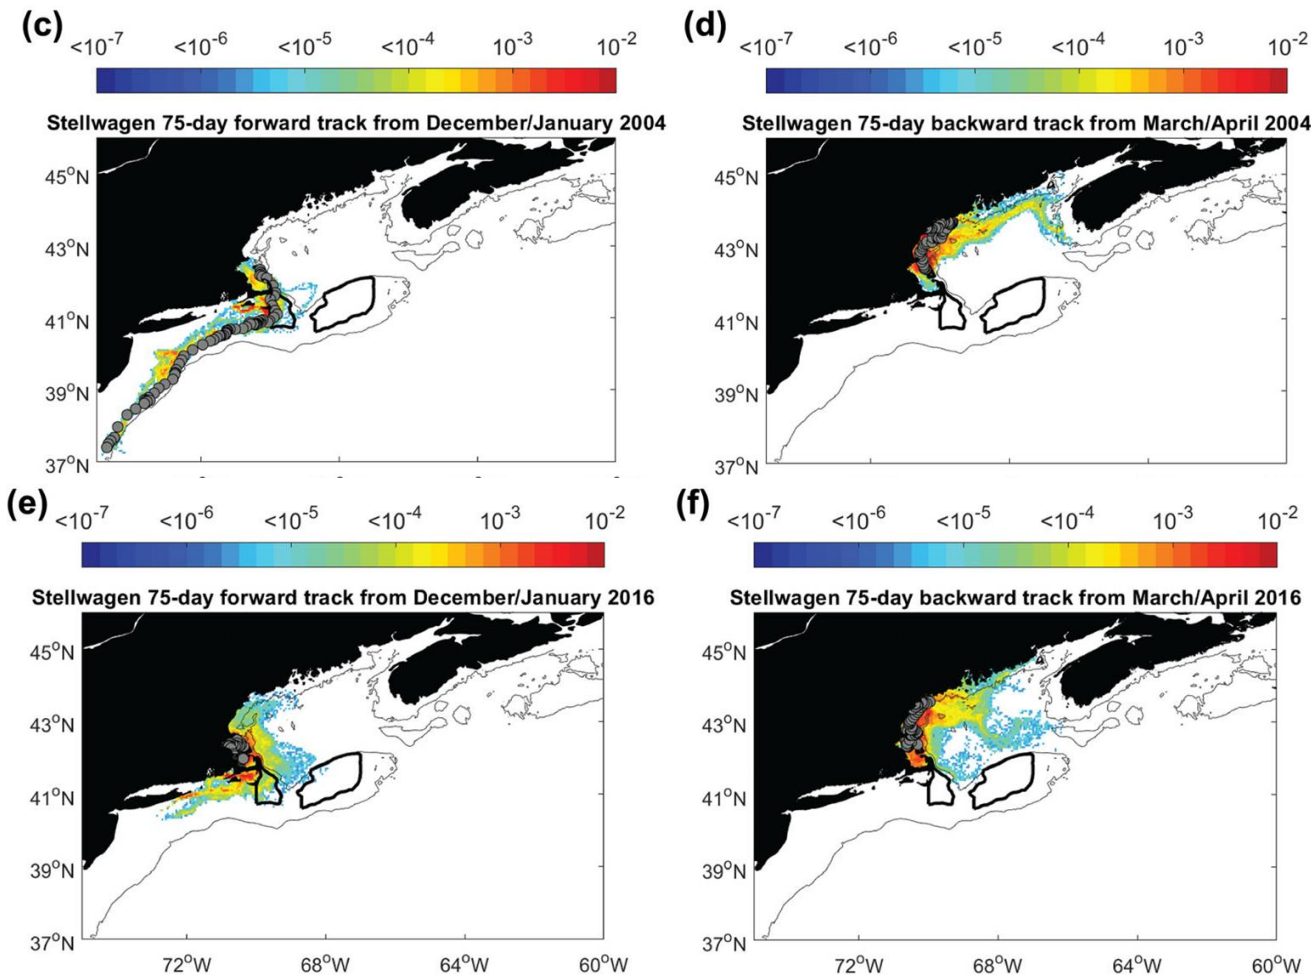 (c)
<10⁻⁷ <10⁻⁶ <10⁻⁵ <10⁻⁴ 10⁻³ 10⁻²
Stellwagen 75-day forward track from December/January 2004
45°N
43°N
41°N
39°N
37°N
(d)
<10⁻⁷ <10⁻⁶ <10⁻⁵ <10⁻⁴ 10⁻³ 10⁻²
Stellwagen 75-day backward track from March/April 2004
45°N
43°N
41°N
39°N
37°N
(e)
<10⁻⁷ <10⁻⁶ <10⁻⁵ <10⁻⁴ 10⁻³ 10⁻²
Stellwagen 75-day forward track from December/January 2016
45°N
43°N
41°N
39°N
37°N
72°W 68°W 64°W 60°W
(f)
<10⁻⁷ <10⁻⁶ <10⁻⁵ <10⁻⁴ 10⁻³ 10⁻²
Stellwagen 75-day backward track from March/April 2016
45°N
43°N
41°N
39°N
37°N
72°W 68°W 64°W 60°W